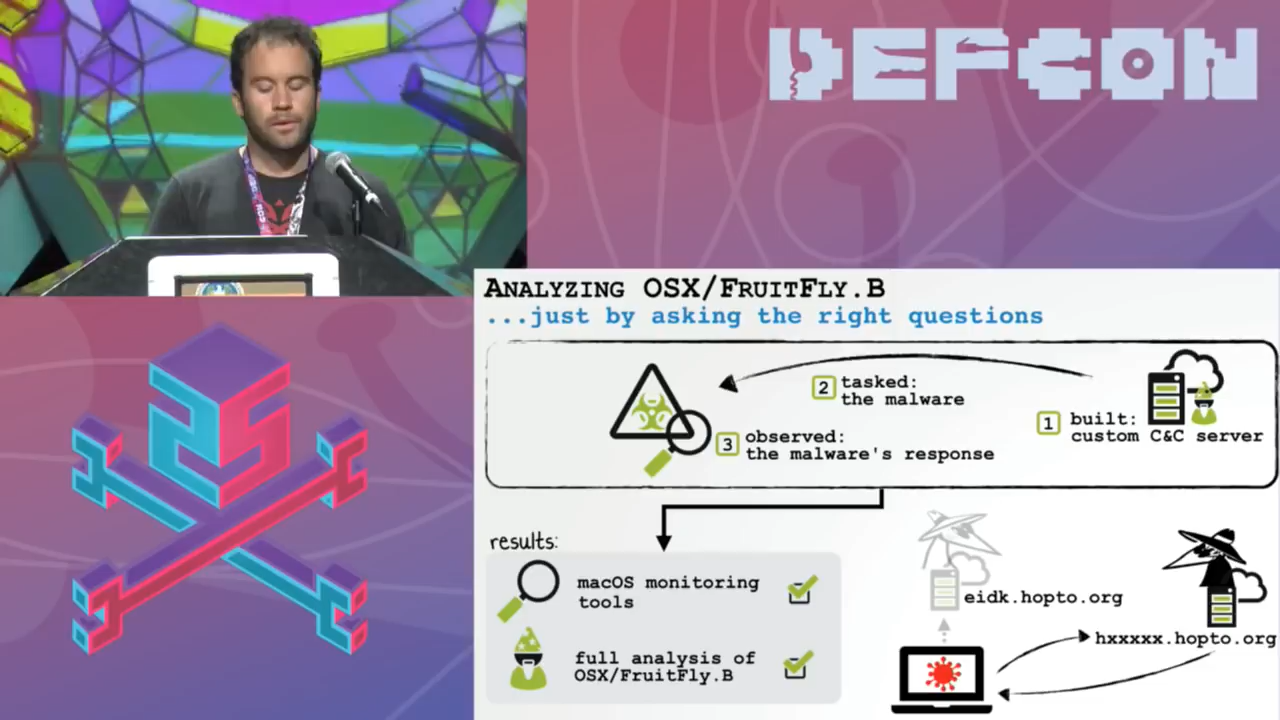 DEFCON
ANALYZING OSX/FRUITFLY.B
...just by asking the right questions
2 tasked:
the malware
1 built:
custom C&C server
3 observed:
the malware's response
results:
macOS monitoring
tools
full analysis of
OSX/FRUITFLY.B
eidk.hopto.org
hxxxxx.hopto.org
25